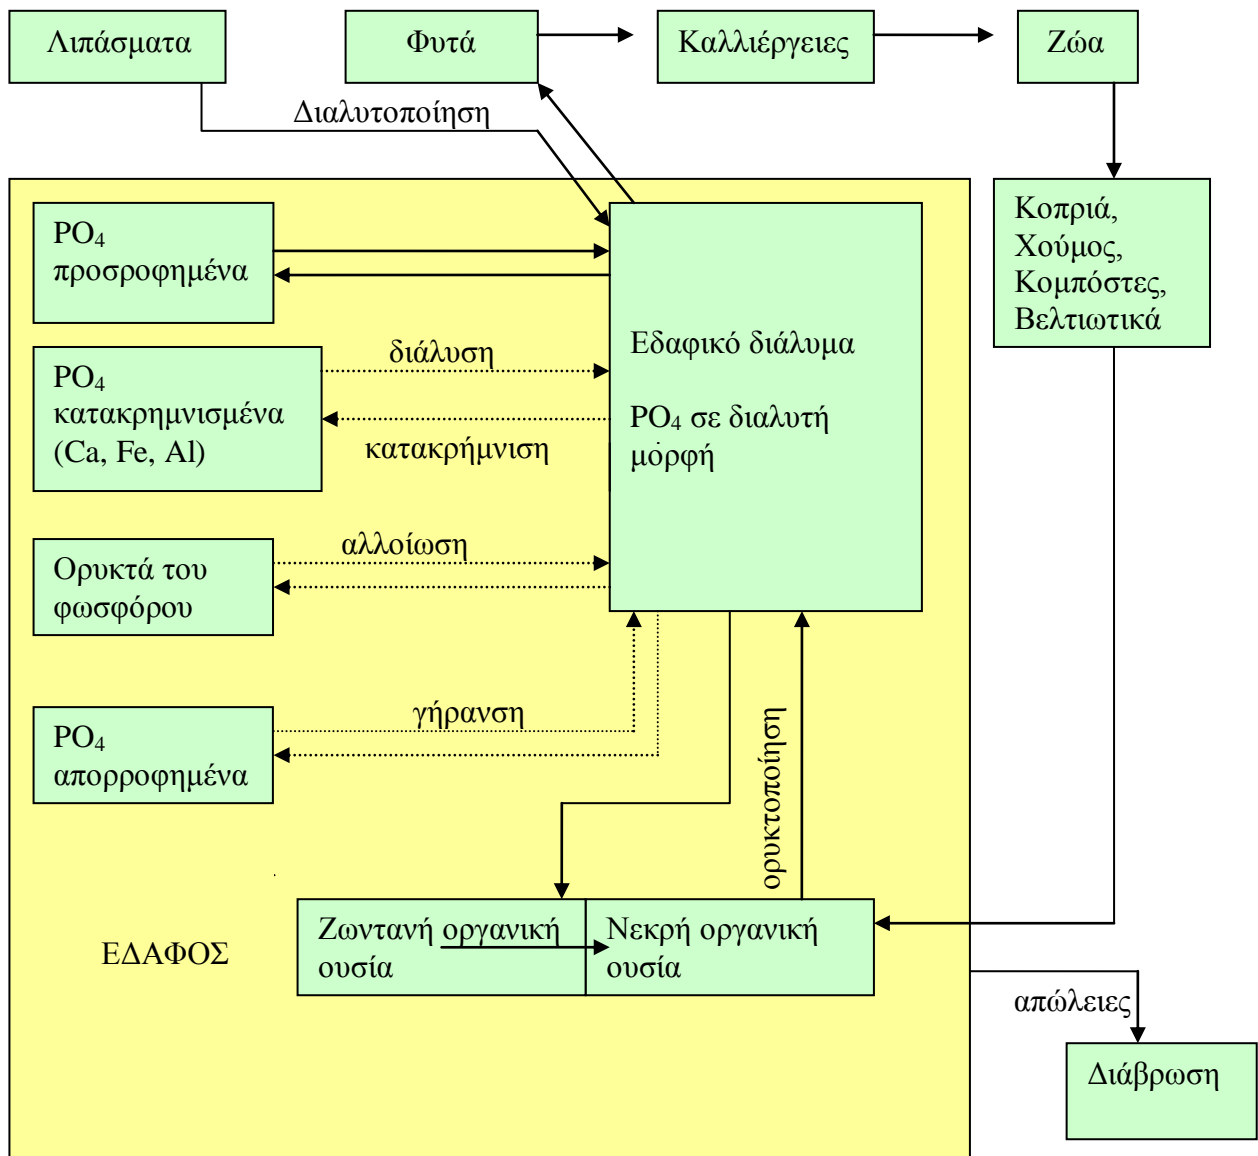 Λιπάσματα
Φυτά
Καλλιέργειες
Ζώα
Διαλυτοποίηση
PO₄
προσροφημένα
Κοπριά,
Χούμος,
Κομπόστες,
Βελτιωτικά
Εδαφικό διάλυμα
PO₄ σε διαλυτή
μορφή
διάλυση
PO₄
κατακρημνισμένα
(Ca, Fe, Al)
κατακρήμνιση
αλλοίωση
Ορυκτά του
φωσφόρου
γήρανση
PO₄
απορροφημένα
ορυκτοποίηση
ΕΔΑΦΟΣ
Ζωντανή οργανική
ουσία
Νεκρή οργανική
ουσία
απώλειες
Διάβρωση